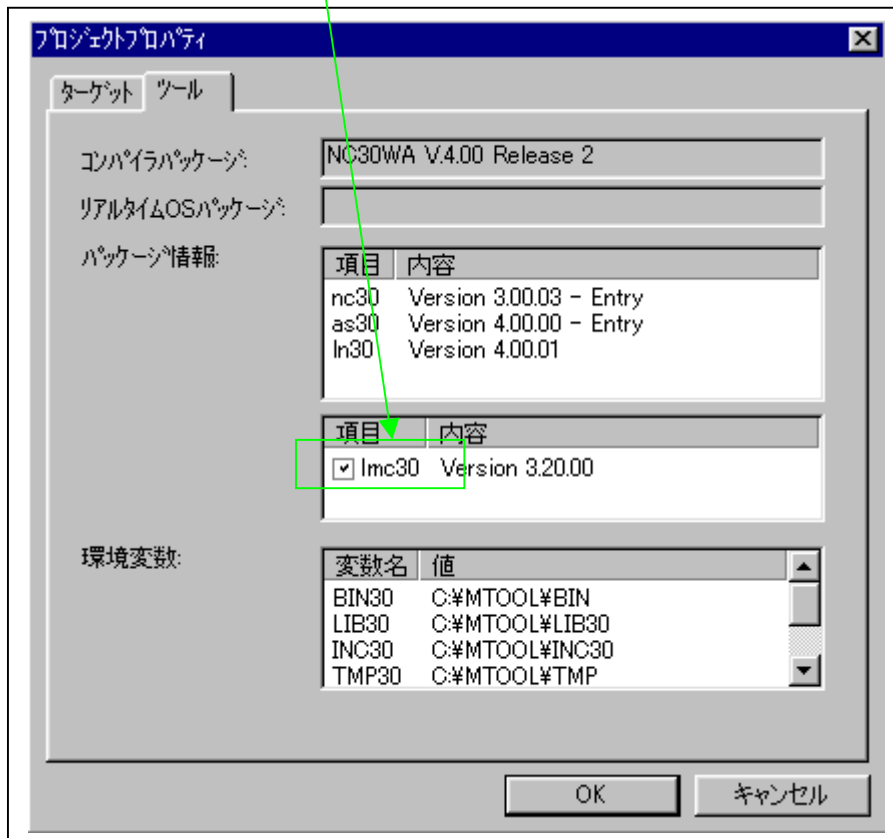 プロジェクトプロパティ
ターゲット ツール
コンパイラパッケージ: NC30WA V.4.00 Release 2
リアルタイムOSパッケージ:
パッケージ情報:
項目 内容
nc30 Version 3.00.03 - Entry
as30 Version 4.00.00 - Entry
ln30 Version 4.00.01
項目 内容
lmc30 Version 3.20.00
環境変数:
変数名 値
BIN30 C:¥MTOOL¥BIN
LIB30 C:¥MTOOL¥LIB30
INC30 C:¥MTOOL¥INC30
TMP30 C:¥MTOOL¥TMP
OK キャンセル